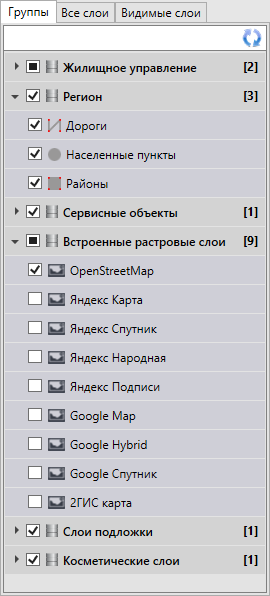 Группы Все слои Видимые слои
Жилищное управление [2]
Регион [3]
Дороги
Населенные пункты
Районы
Сервисные объекты [1]
Встроенные растровые слои [9]
OpenStreetMap
Яндекс Карта
Яндекс Спутник
Яндекс Народная
Яндекс Подписи
Google Map
Google Hybrid
Google Спутник
2ГИС карта
Слои подложки [1]
Косметические слои [1]